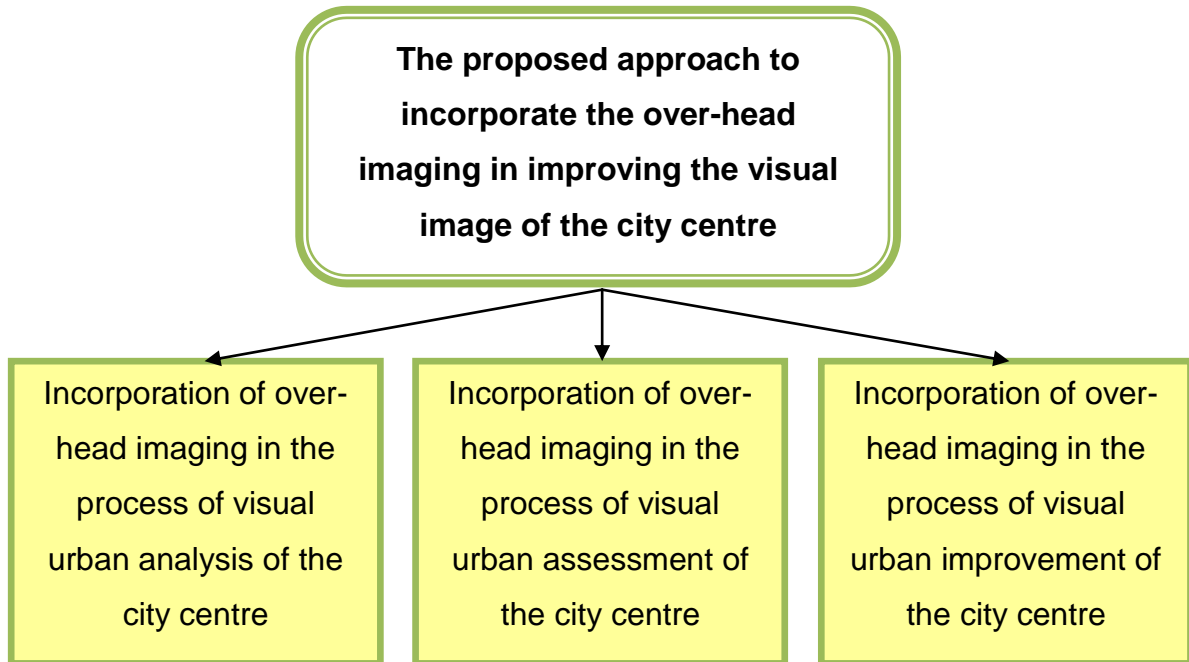 The proposed approach to
incorporate the over-head
imaging in improving the visual
image of the city centre
Incorporation of over-
head imaging in the
process of visual
urban analysis of the
city centre
Incorporation of over-
head imaging in the
process of visual
urban assessment of
the city centre
Incorporation of over-
head imaging in the
process of visual
urban improvement of
the city centre